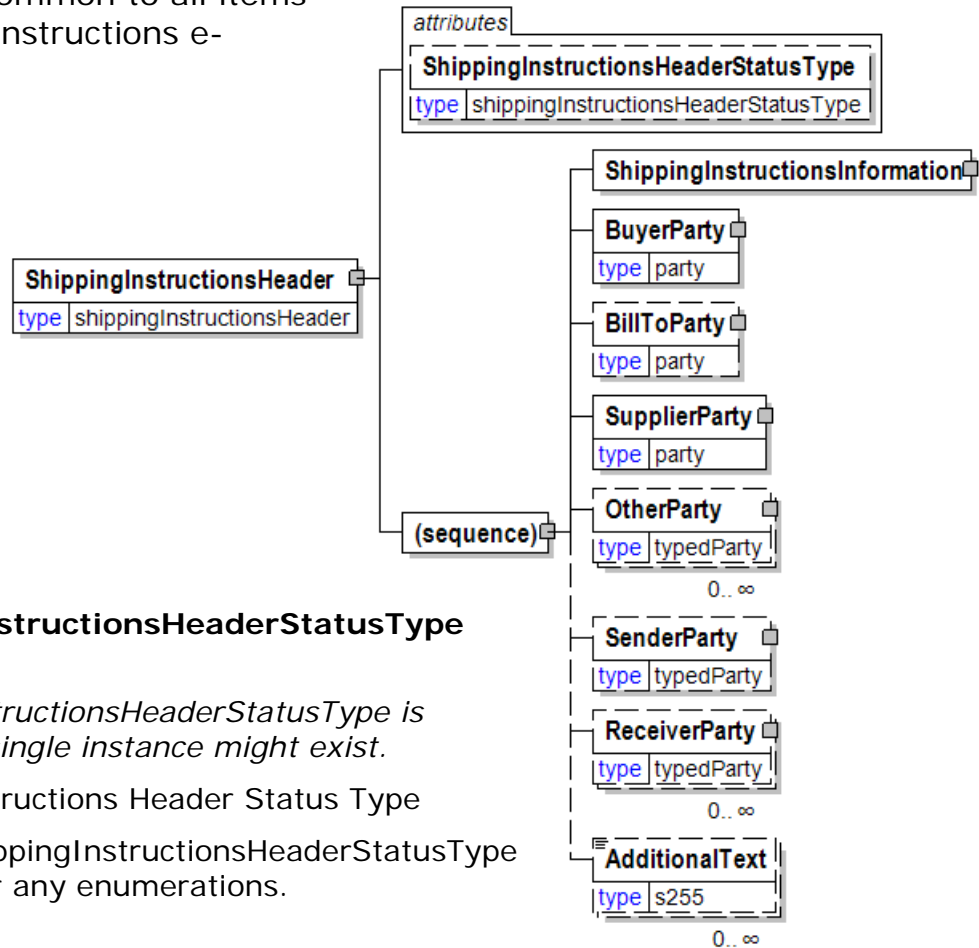 ommon to all items
nstructions e-
attributes
ShippingInstructionsHeaderStatusType
type shippingInstructionsHeaderStatusType
ShippingInstructionsInformation
BuyerParty
type party
ShippingInstructionsHeader
type shippingInstructionsHeader
BillToParty
type party
SupplierParty
type party
(sequence)
OtherParty
type typedParty
0.. ∞
structionsHeaderStatusType
SenderParty
type typedParty
tructionsHeaderStatusType is
ingle instance might exist.
ReceiverParty
type typedParty
0.. ∞
ructions Header Status Type
ppingInstructionsHeaderStatusType
r any enumerations.
AdditionalText
type s255
0.. ∞